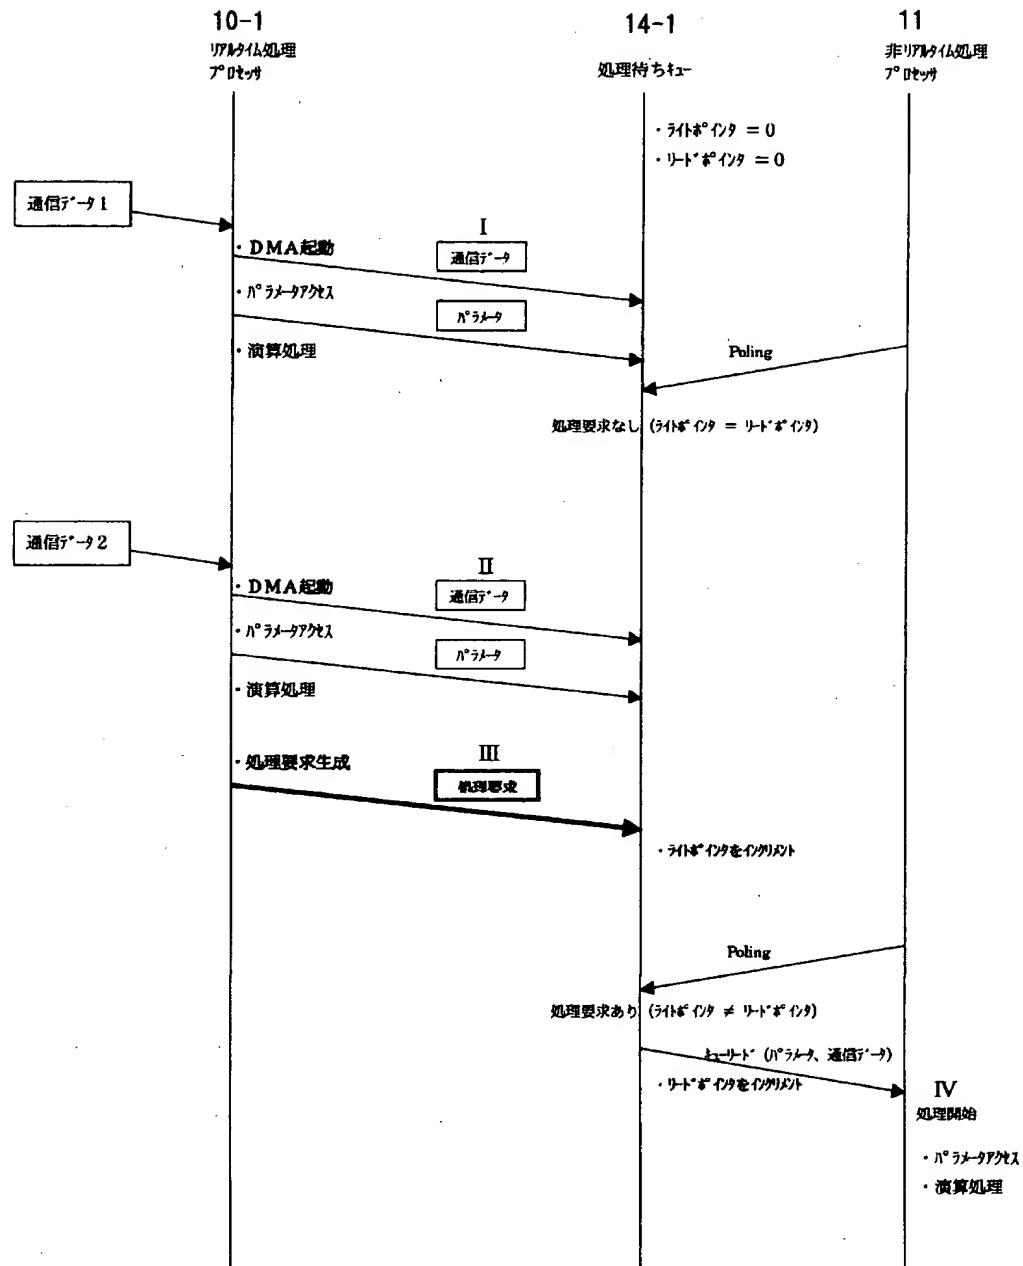 10-1
リアルタイム処理
プロセッサ
14-1
処理待ちキュー
11
非リアルタイム処理
プロセッサ
・ライトポインタ = 0
・リードポインタ = 0
通信データ1
・DMA起動
I
通信データ
・パラメータアクセス
パラメータ
・演算処理
Poling
処理要求なし (ライトポインタ = リードポインタ)
通信データ2
・DMA起動
II
通信データ
・パラメータアクセス
パラメータ
・演算処理
・処理要求生成
III
処理要求
・ライトポインタをインクリメント
Poling
処理要求あり (ライトポインタ ≠ リードポインタ)
キューリード (パラメータ、通信データ)
・リードポインタをインクリメント
IV
処理開始
・パラメータアクセス
・演算処理